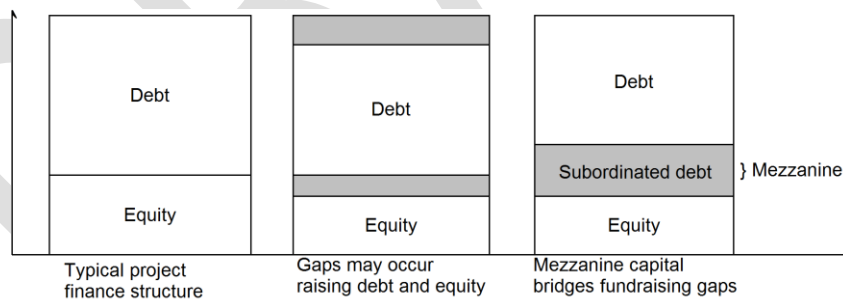 Debt
Equity
Typical project
finance structure
Debt
Equity
Gaps may occur
raising debt and equity
Debt
Subordinated debt
} Mezzanine
Equity
Mezzanine capital
bridges fundraising gaps